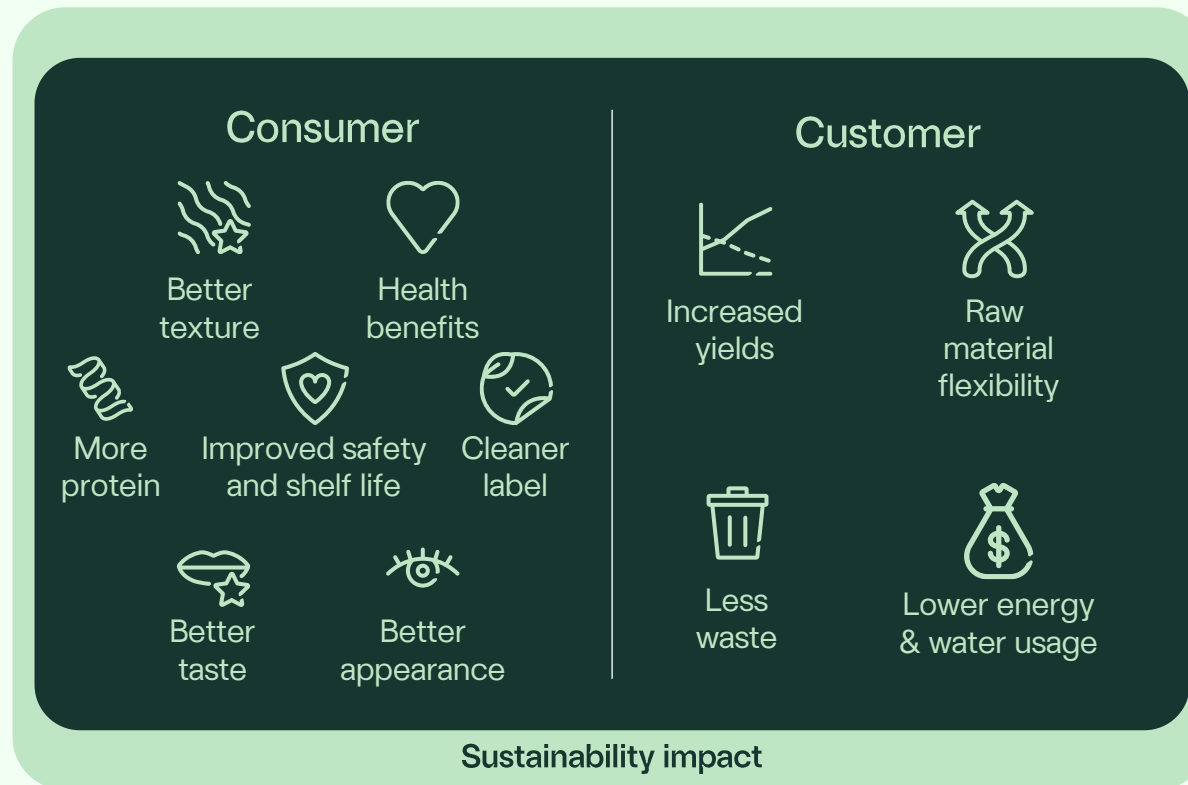 Consumer
Better
texture
Health
benefits
More
protein
Improved safety
and shelf life
Cleaner
label
Better
taste
Better
appearance
Customer
Increased
yields
Raw
material
flexibility
Less
waste
$
Lower energy
& water usage
Sustainability impact